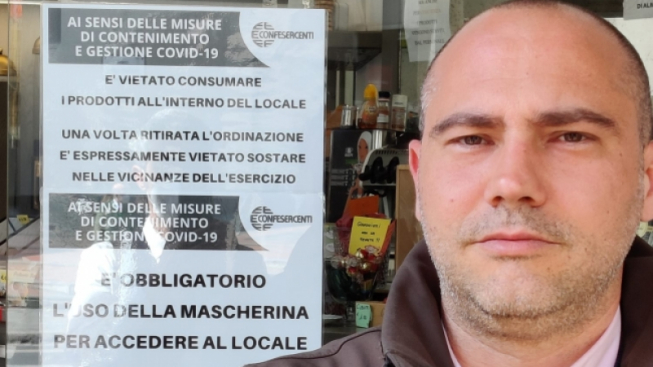 AI SENSI DELLE MISURE
DI CONTENIMENTO
E GESTIONE COVID-19
CONFESERCENTI
E' VIETATO CONSUMARE
I PRODOTTI ALL'INTERNO DEL LOCALE
UNA VOLTA RITIRATA L'ORDINAZIONE
E' ESPRESSAMENTE VIETATO SOSTARE
NELLE VICINANZE DELL'ESERCIZIO
AI SENSI DELLE MISURE
DI CONTENIMENTO
E GESTIONE COVID-19
CONFESERCENTI
E' OBBLIGATORIO
L'USO DELLA MASCHERINA
PER ACCEDERE AL LOCALE